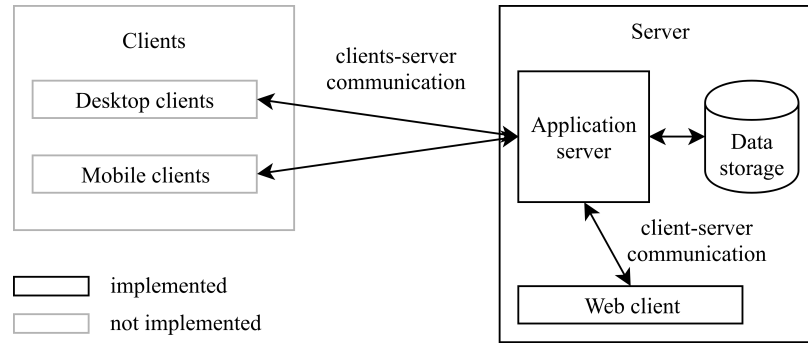 Clients
Desktop clients
Mobile clients
clients-server
communication
Server
Application
server
Data
storage
client-server
communication
Web client
implemented
not implemented